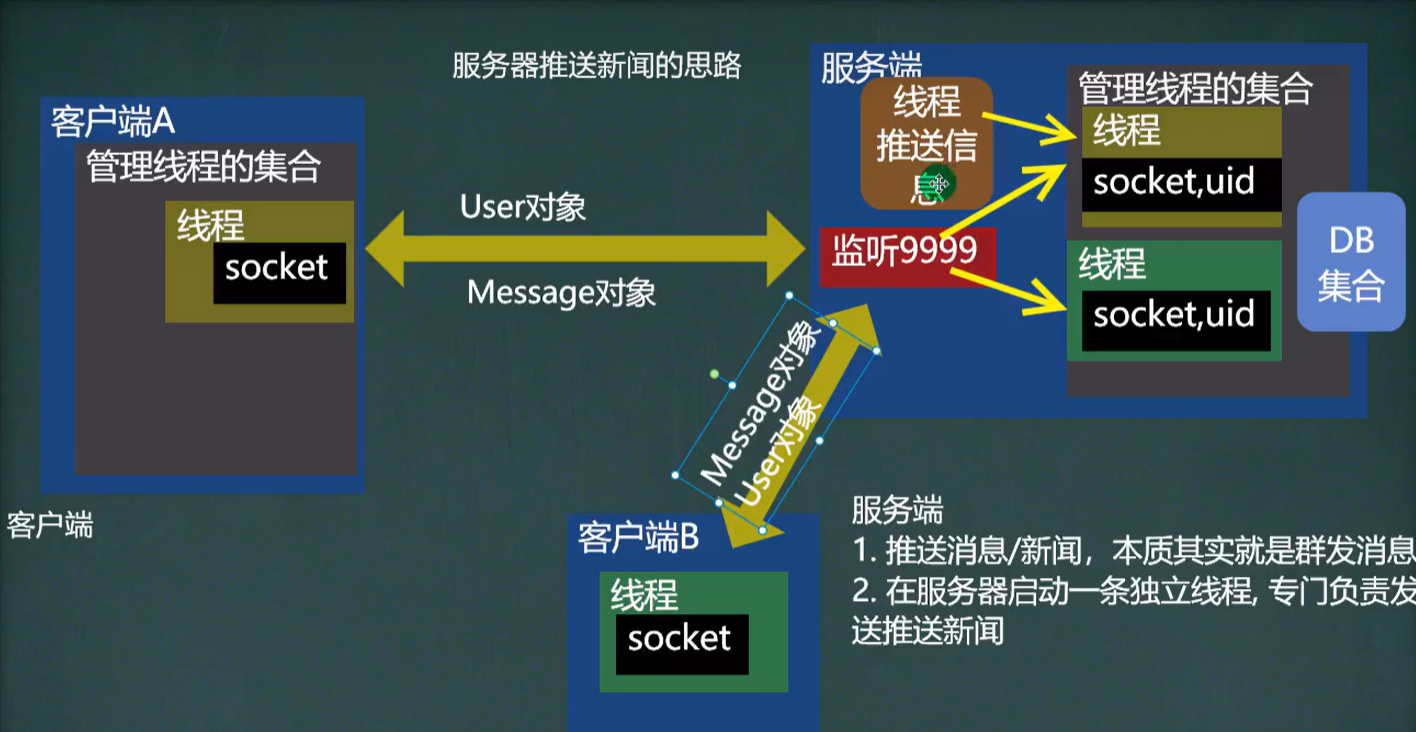 服务器推送新闻的思路
客户端A
管理线程的集合
线程
socket
User对象
Message对象
服务端
线程
推送信
息
监听9999
管理线程的集合
线程
socket,uid
线程
socket,uid
DB
集合
Message对象
User对象
客户端
客户端B
线程
socket
服务端
1. 推送消息/新闻，本质其实就是群发消息
2. 在服务器启动一条独立线程, 专门负责发
送推送新闻